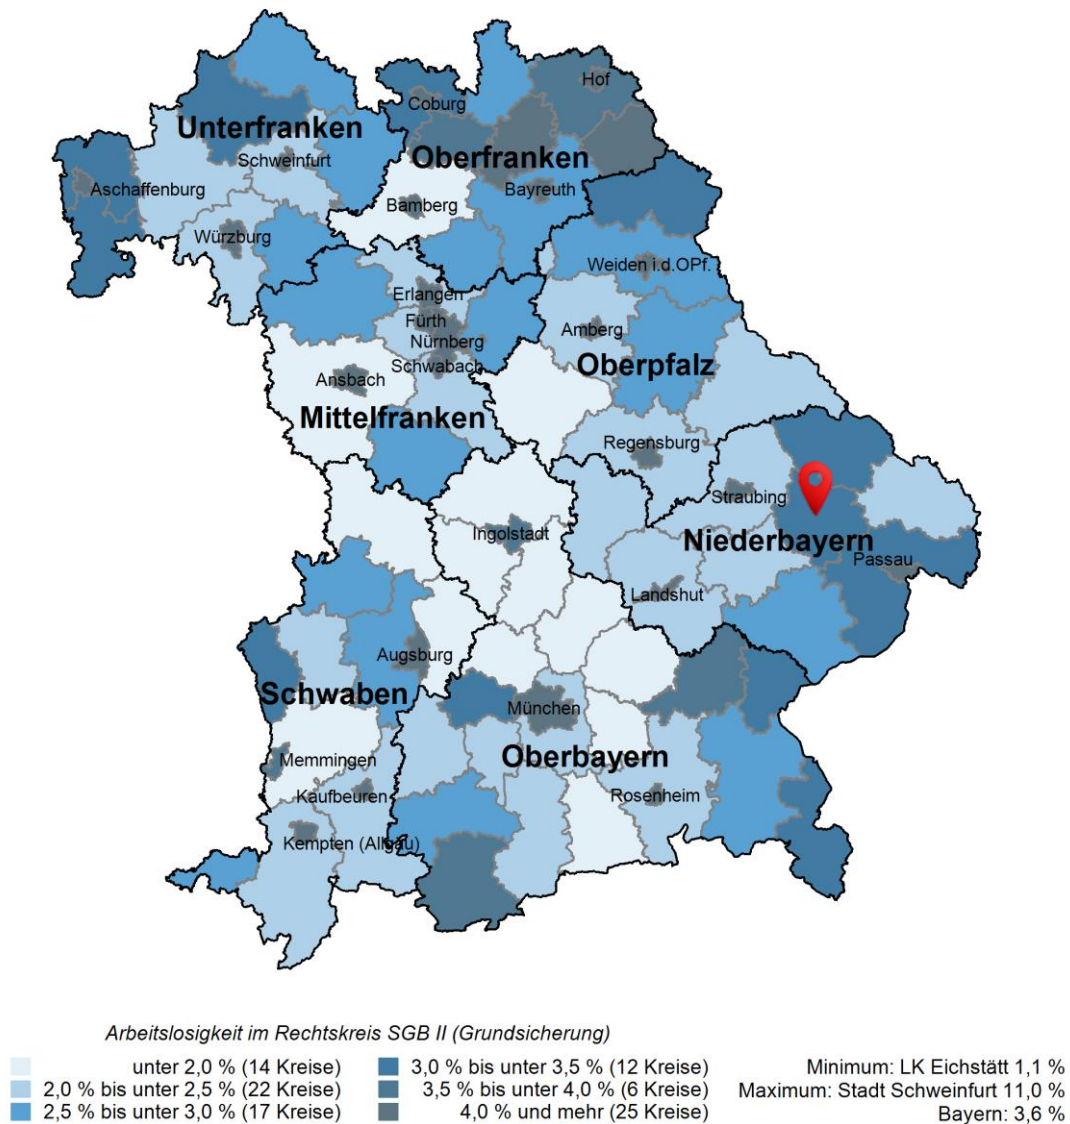 Hof
Coburg
Unterfranken
Oberfranken
Schweinfurt
Aschaffenburg
Bayreuth
Bamberg
Würzburg
Weiden i.d.OPf.
Erlangen
Fürth
Amberg
Nürnberg
Schwabach
Oberpfalz
Ansbach
Mittelfranken
Regensburg
Straubing
Ingolstadt
Niederbayern
Passau
Landshut
Augsburg
Schwaben
München
Oberbayern
Memmingen
Kaufbeuren
Rosenheim
Kempten (Allgäu)
Arbeitslosigkeit im Rechtskreis SGB II (Grundsicherung)
unter 2,0 % (14 Kreise)
2,0 % bis unter 2,5 % (22 Kreise)
2,5 % bis unter 3,0 % (17 Kreise)
3,0 % bis unter 3,5 % (12 Kreise)
3,5 % bis unter 4,0 % (6 Kreise)
4,0 % und mehr (25 Kreise)
Minimum: LK Eichstätt 1,1 %
Maximum: Stadt Schweinfurt 11,0 %
Bayern: 3,6 %